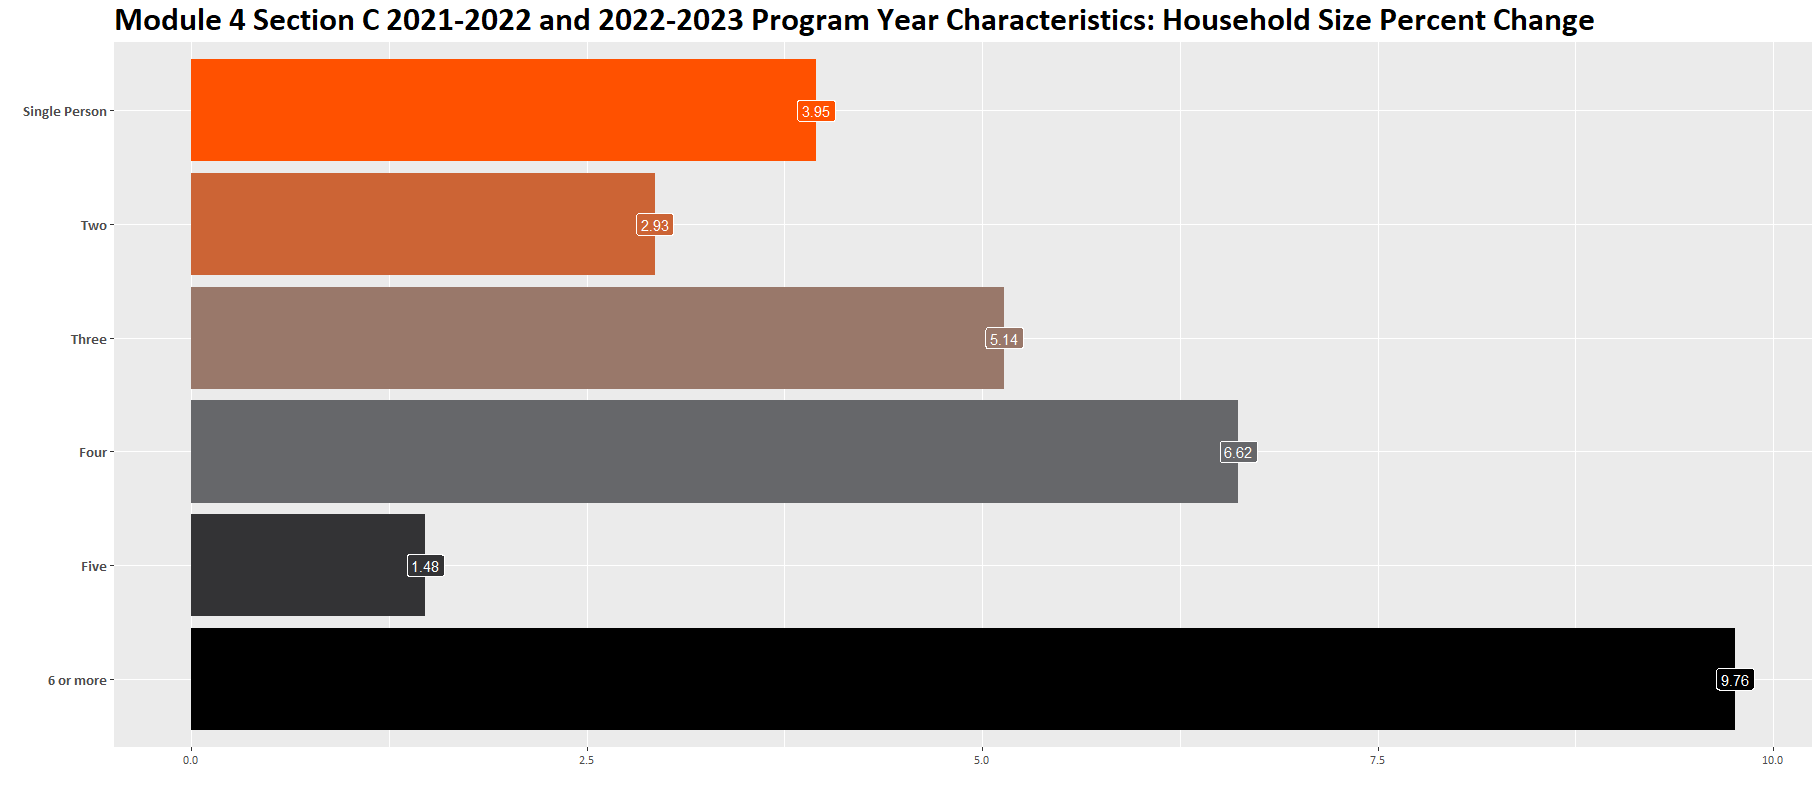 Module 4 Section C 2021-2022 and 2022-2023 Program Year Characteristics: Household Size Percent Change
Single Person
3.95
Two
2.93
Three
5.14
Four
6.62
Five
1.48
6 or more
9.76
0.0
2.5
5.0
7.5
10.0